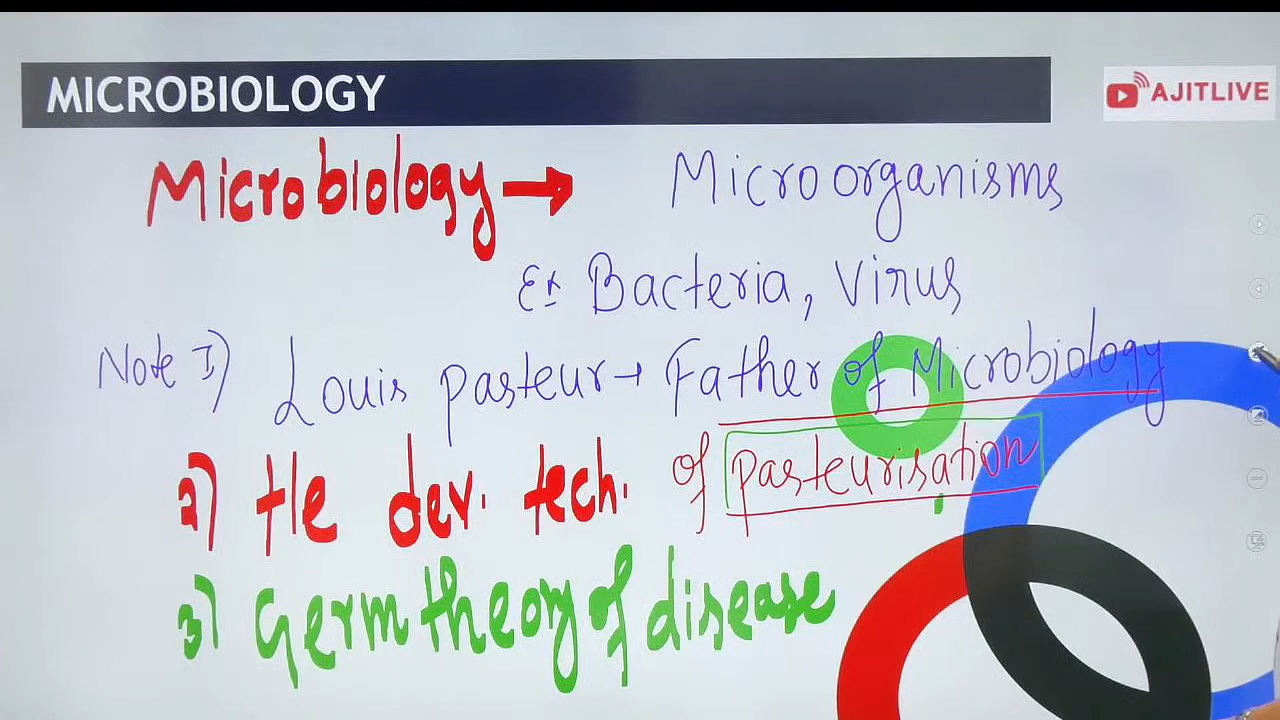 MICROBIOLOGY
AJITLIVE
Microbiology → Microorganisms
Ex Bacteria, Virus
Note 1) Louis Pasteur → Father of Microbiology
2) He dev. tech. of pasteurisation
3) Germ theory of disease